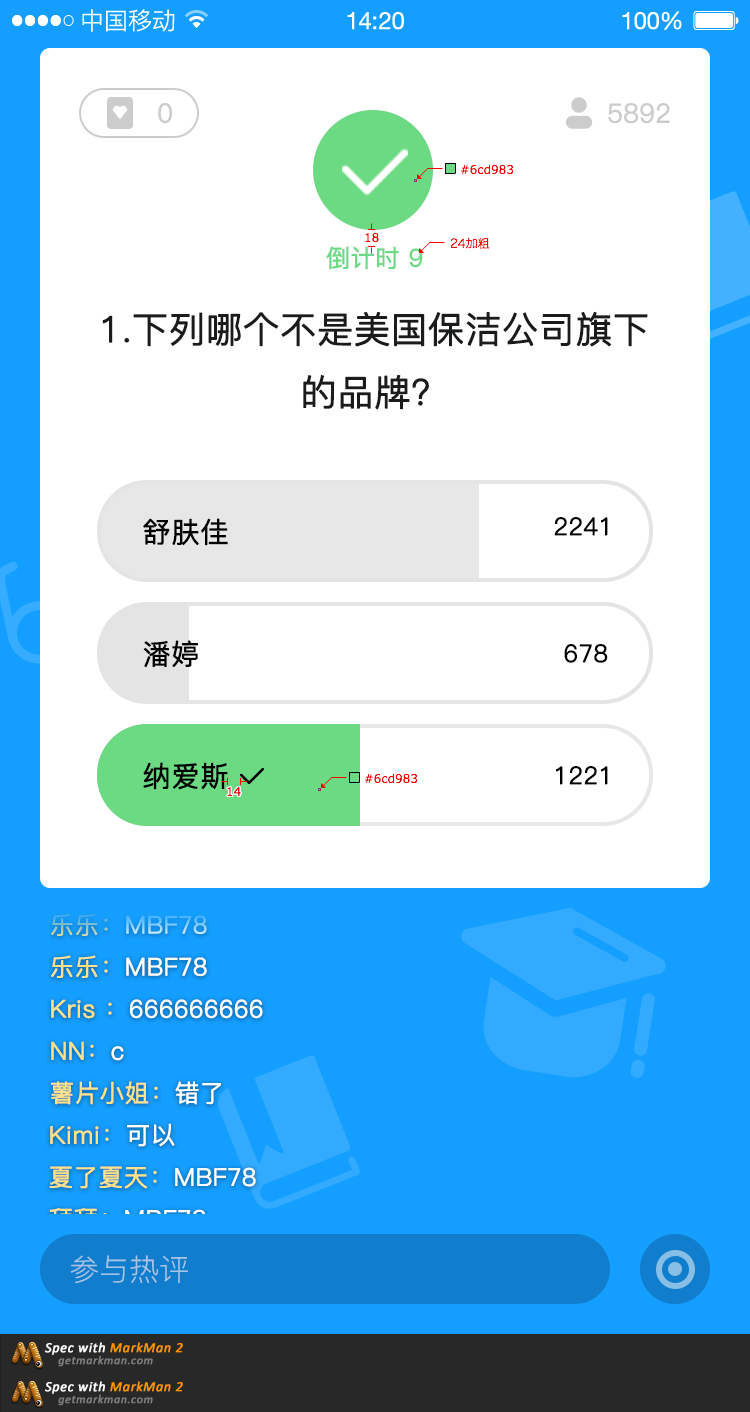 中国移动 14:20 100%
0 5892
#6cd983
18
24加粗
倒计时 9
1.下列哪个不是美国保洁公司旗下
的品牌?
舒肤佳 2241
潘婷 678
纳爱斯 1221
14
#6cd983
乐乐: MBF78
乐乐: MBF78
Kris : 666666666
NN: c
薯片小姐: 错了
Kimi: 可以
夏了夏天: MBF78
拜拜: MBF78
参与热评
Spec with MarkMan 2
getmarkman.com
Spec with MarkMan 2
getmarkman.com